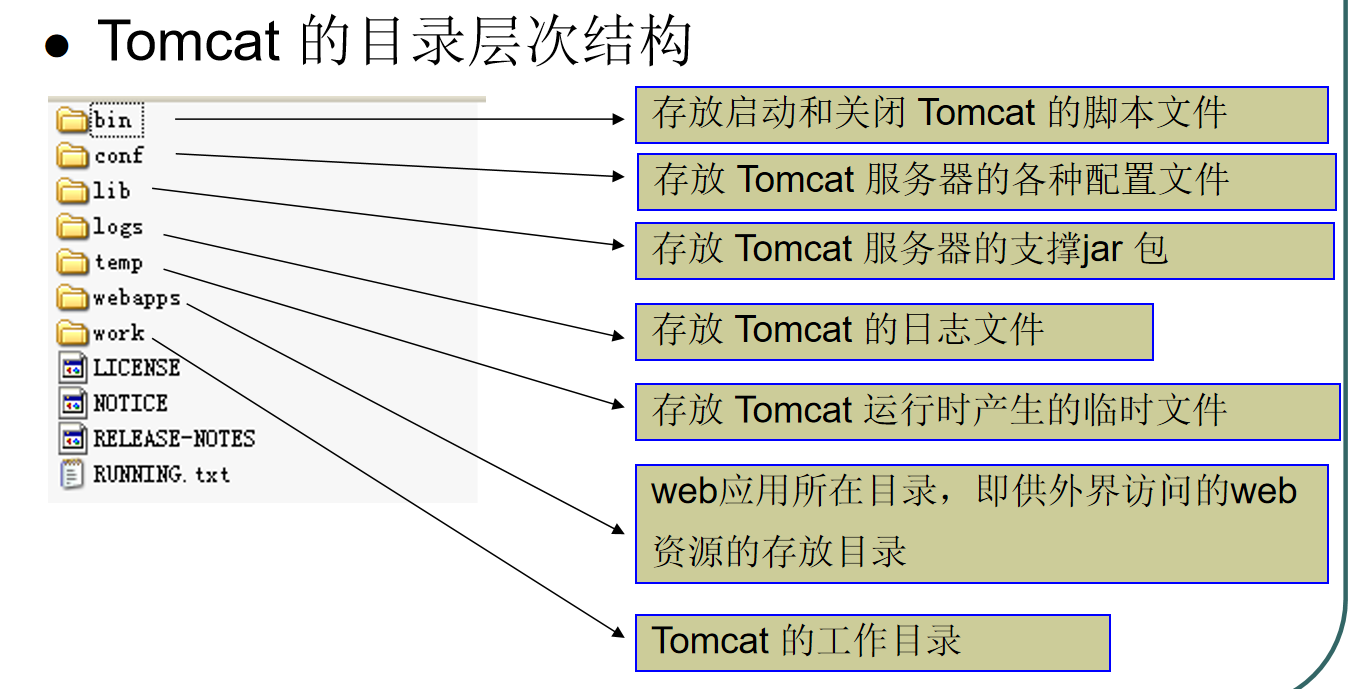 ● Tomcat 的目录层次结构
bin
conf
lib
logs
temp
webapps
work
LICENSE
NOTICE
RELEASE-NOTES
RUNNING.txt
存放启动和关闭 Tomcat 的脚本文件
存放 Tomcat 服务器的各种配置文件
存放 Tomcat 服务器的支撑jar 包
存放 Tomcat 的日志文件
存放 Tomcat 运行时产生的临时文件
web应用所在目录，即供外界访问的web
资源的存放目录
Tomcat 的工作目录